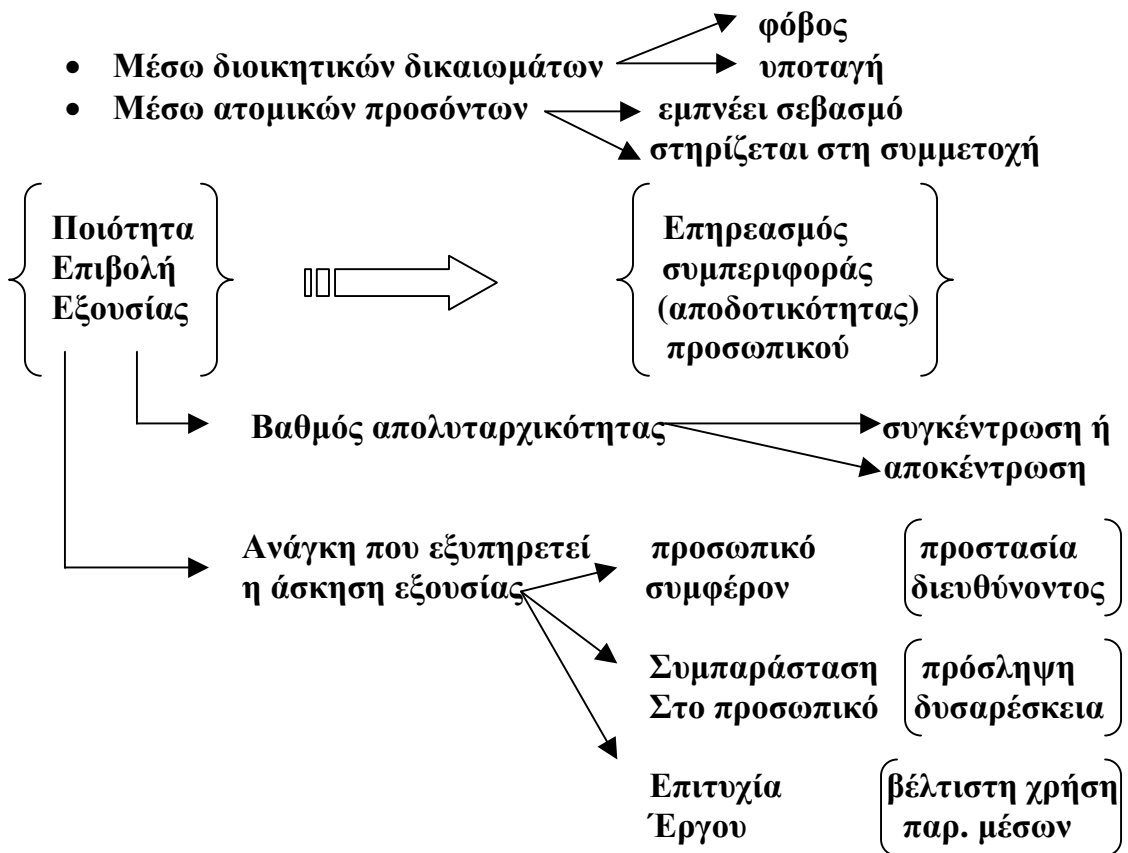 φόβος
• Μέσω διοικητικών δικαιωμάτων
υποταγή
• Μέσω ατομικών προσόντων
εμπνέει σεβασμό
στηρίζεται στη συμμετοχή
Ποιότητα
Επιβολή
Εξουσίας
Επηρεασμός
συμπεριφοράς
(αποδοτικότητας)
προσωπικού
Βαθμός απολυταρχικότητας
συγκέντρωση ή
αποκέντρωση
Ανάγκη που εξυπηρετεί
η άσκηση εξουσίας
προσωπικό
συμφέρον
προστασία
διευθύνοντος
Συμπαράσταση
Στο προσωπικό
πρόσληψη
δυσαρέσκεια
Επιτυχία
Έργου
βέλτιστη χρήση
παρ. μέσων